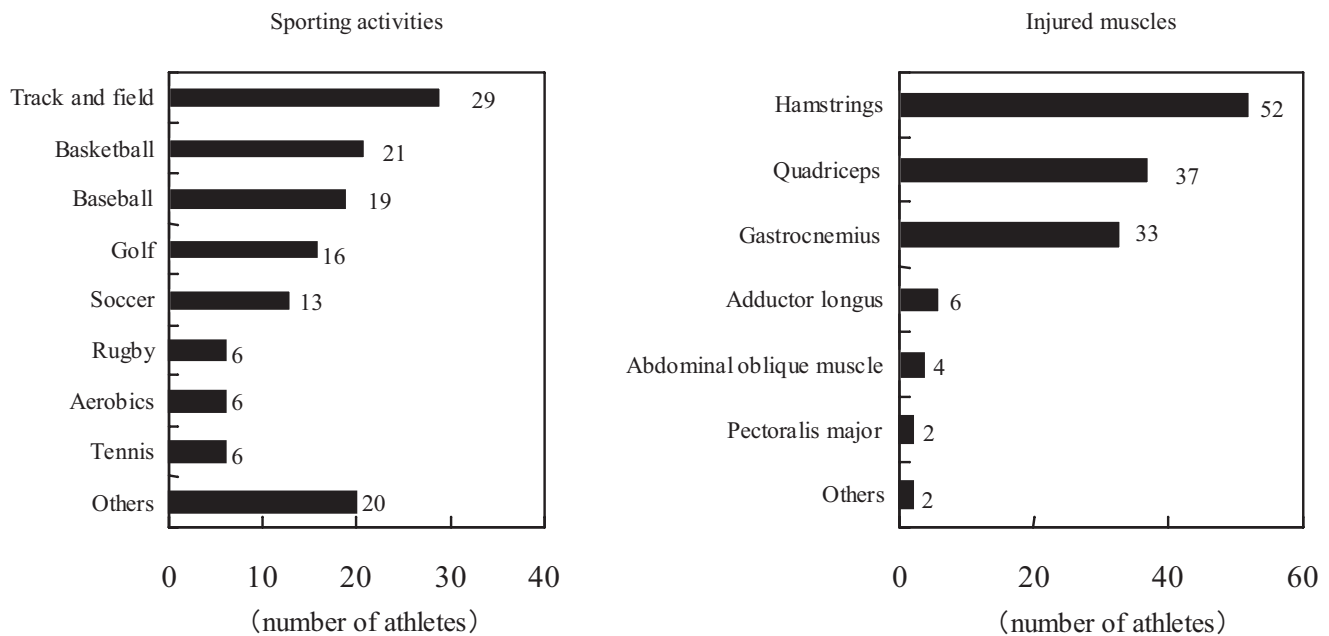 Sporting activities
Track and field 29
Basketball 21
Baseball 19
Golf 16
Soccer 13
Rugby 6
Aerobics 6
Tennis 6
Others 20
0 10 20 30 40
(number of athletes)
Injured muscles
Hamstrings 52
Quadriceps 37
Gastrocnemius 33
Adductor longus 6
Abdominal oblique muscle 4
Pectoralis major 2
Others 2
0 20 40 60
(number of athletes)